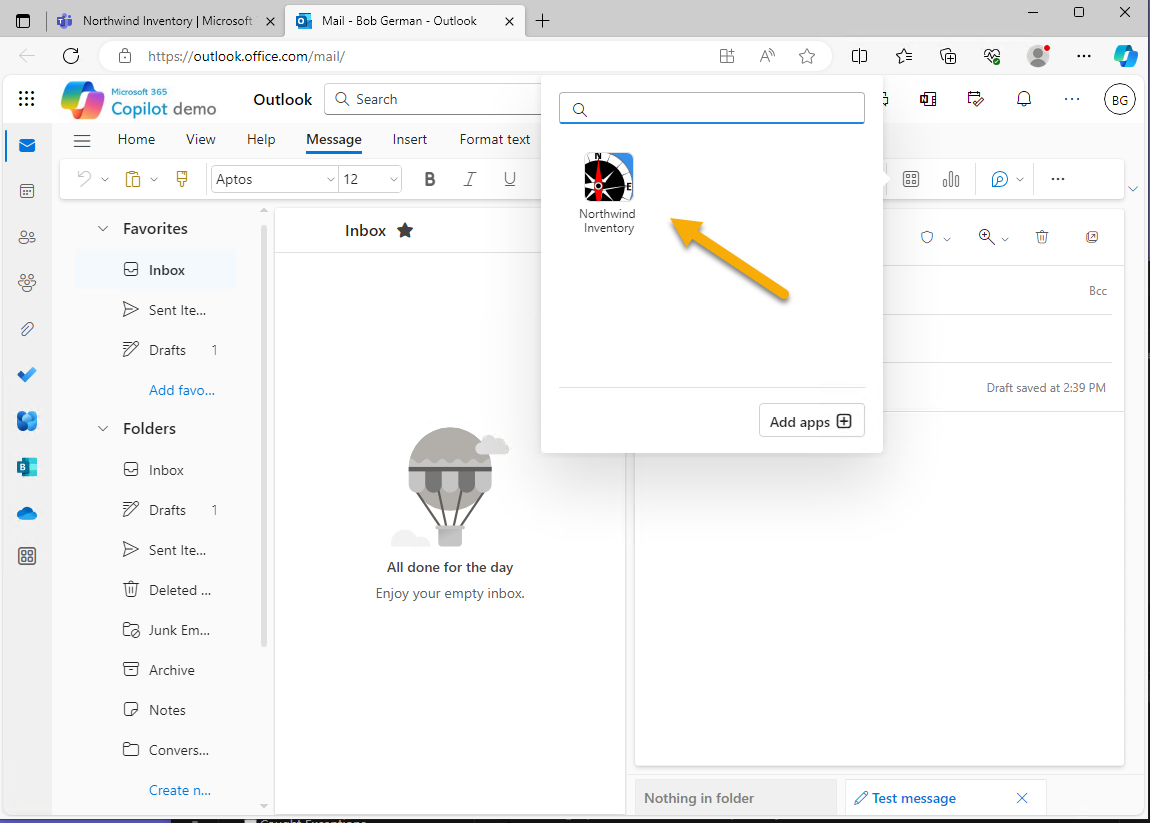 Northwind Inventory | Microsoft
Mail - Bob German - Outlook
https://outlook.office.com/mail/
Microsoft 365
Copilot demo
Outlook
Search
BG
Home
View
Help
Message
Insert
Format text
Aptos
12
B
I
U
N
E
Northwind
Inventory
Add apps
Favorites
Inbox
Sent Ite...
Drafts 1
Add favo...
Folders
Inbox
Drafts 1
Sent Ite...
Deleted ...
Junk Em...
Archive
Notes
Convers...
Create n...
Inbox
All done for the day
Enjoy your empty inbox.
Bcc
Draft saved at 2:39 PM
Nothing in folder
Test message